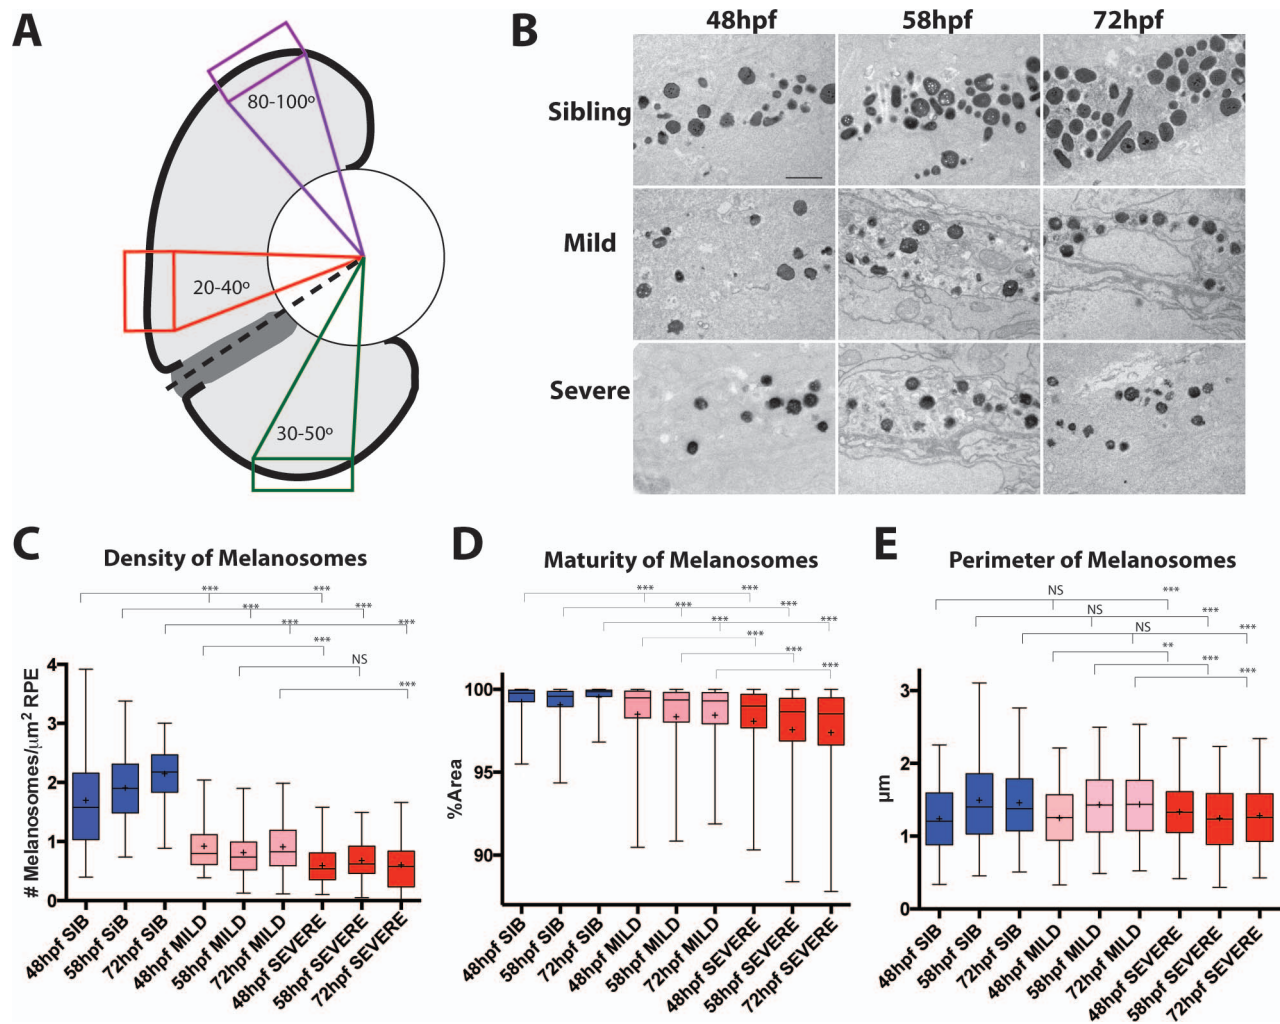 A
80-100º
20-40º
30-50º
B
48hpf 58hpf 72hpf
Sibling
Mild
Severe
C
Density of Melanosomes
*** ***
*** ***
*** ***
***
NS
***
# Melanosomes/µm² RPE
4
3
2
1
0
48hpf SIB
58hpf SIB
72hpf SIB
48hpf MILD
58hpf MILD
72hpf MILD
48hpf SEVERE
58hpf SEVERE
72hpf SEVERE
D
Maturity of Melanosomes
*** ***
*** ***
*** ***
***
***
***
%Area
100
95
90
48hpf SIB
58hpf SIB
72hpf SIB
48hpf MILD
58hpf MILD
72hpf MILD
48hpf SEVERE
58hpf SEVERE
72hpf SEVERE
E
Perimeter of Melanosomes
NS ***
NS ***
NS ***
**
***
***
µm
3
2
1
0
48hpf SIB
58hpf SIB
72hpf SIB
48hpf MILD
58hpf MILD
72hpf MILD
48hpf SEVERE
58hpf SEVERE
72hpf SEVERE